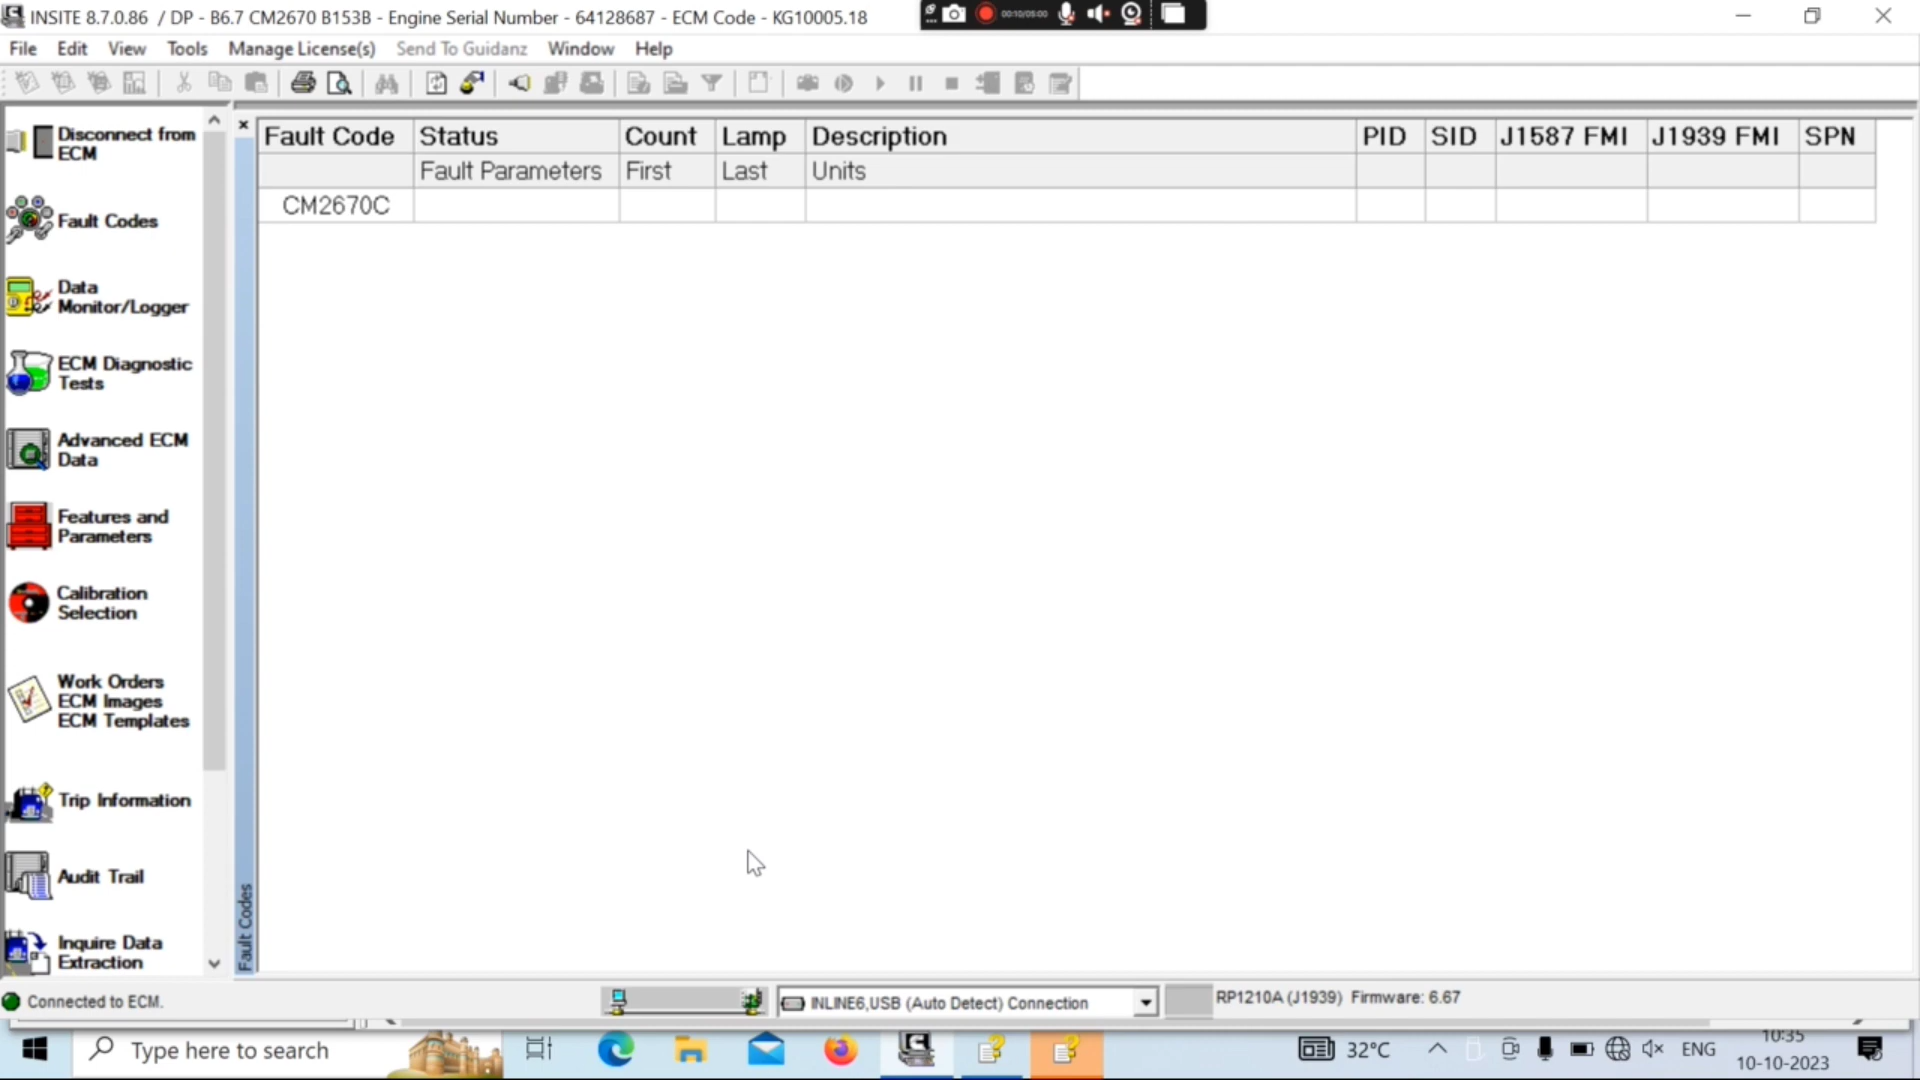 INSITE 8.7.0.86 / DP - B6.7 CM2670 B153B - Engine Serial Number - 64128687 - ECM Code - KG10005.18
00:10/05:00
File Edit View Tools Manage License(s) Send To Guidanz Window Help
Disconnect from
ECM
Fault Codes
Data
Monitor/Logger
ECM Diagnostic
Tests
Advanced ECM
Data
Features and
Parameters
Calibration
Selection
Work Orders
ECM Images
ECM Templates
Trip Information
Audit Trail
Inquire Data
Extraction
Fault Codes
Fault Code Status Count Lamp Description PID SID J1587 FMI J1939 FMI SPN
Fault Parameters First Last Units
CM2670C
Connected to ECM.
INLINE6,USB (Auto Detect) Connection
RP1210A (J1939) Firmware: 6.67
Type here to search
32°C
ENG
10:35
10-10-2023